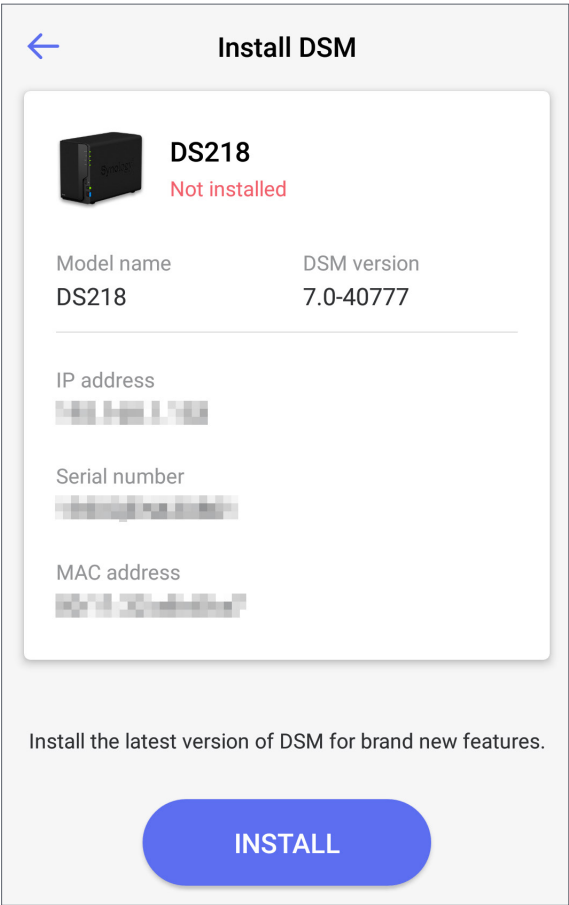 Install DSM
Synology
DS218
Not installed
Model name
DSM version
DS218
7.0-40777
IP address
Serial number
MAC address
Install the latest version of DSM for brand new features.
INSTALL